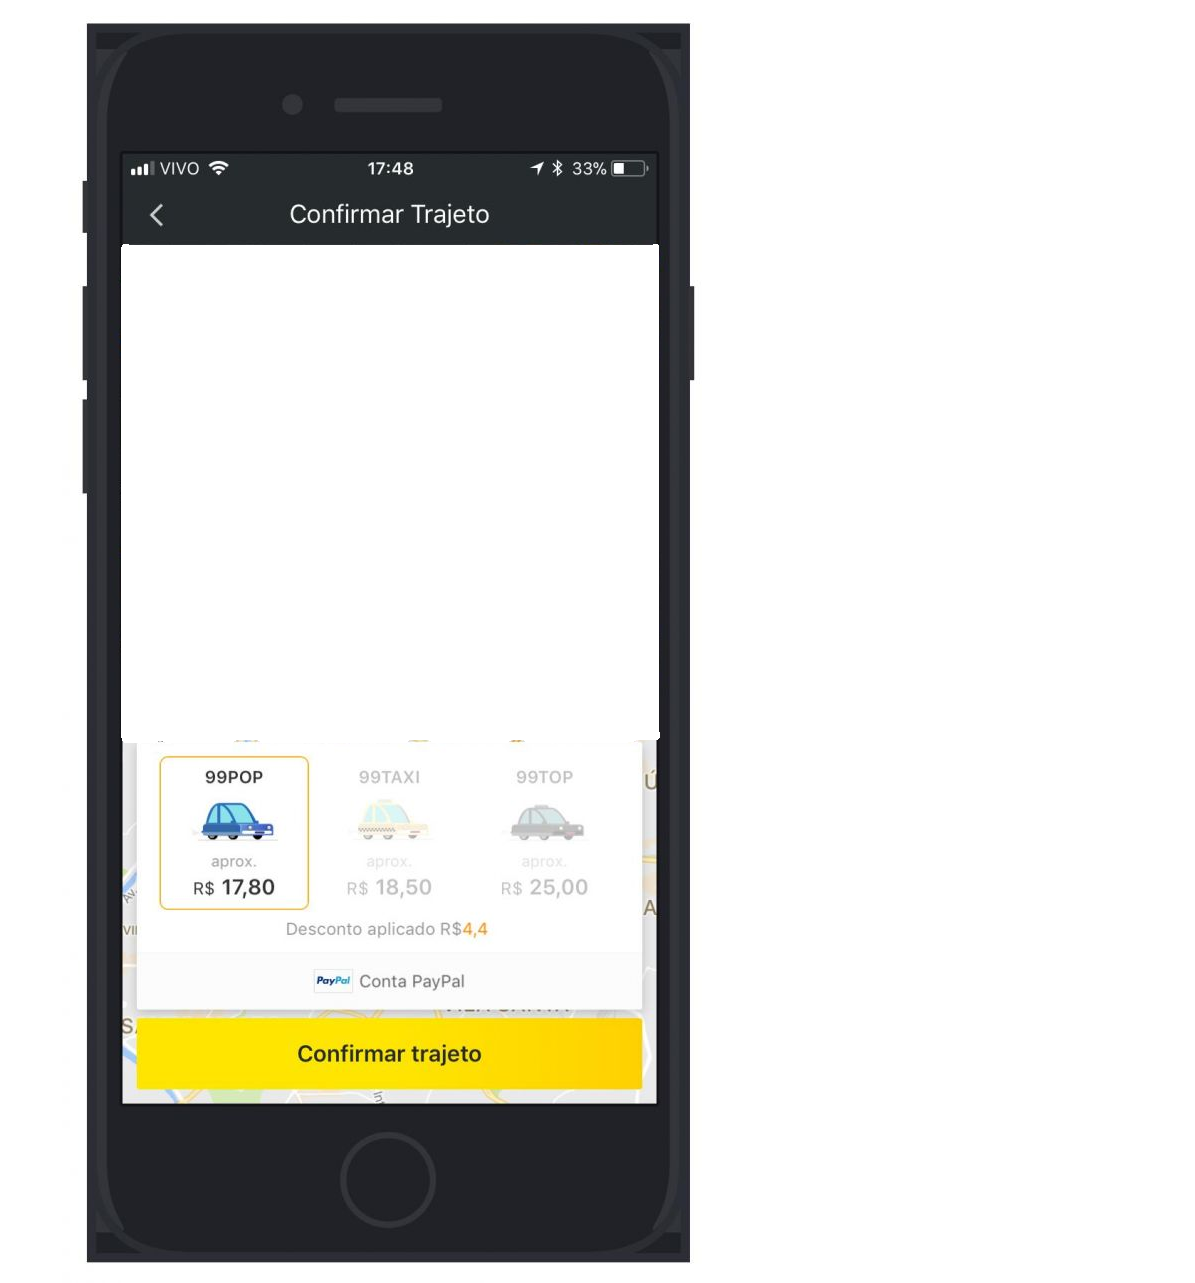 VIVO 17:48 33%
Confirmar Trajeto
99POP 99TAXI 99TOP
aprox. aprox. aprox.
R$ 17,80 R$ 18,50 R$ 25,00
Desconto aplicado R$4,4
PayPal Conta PayPal
Confirmar trajeto